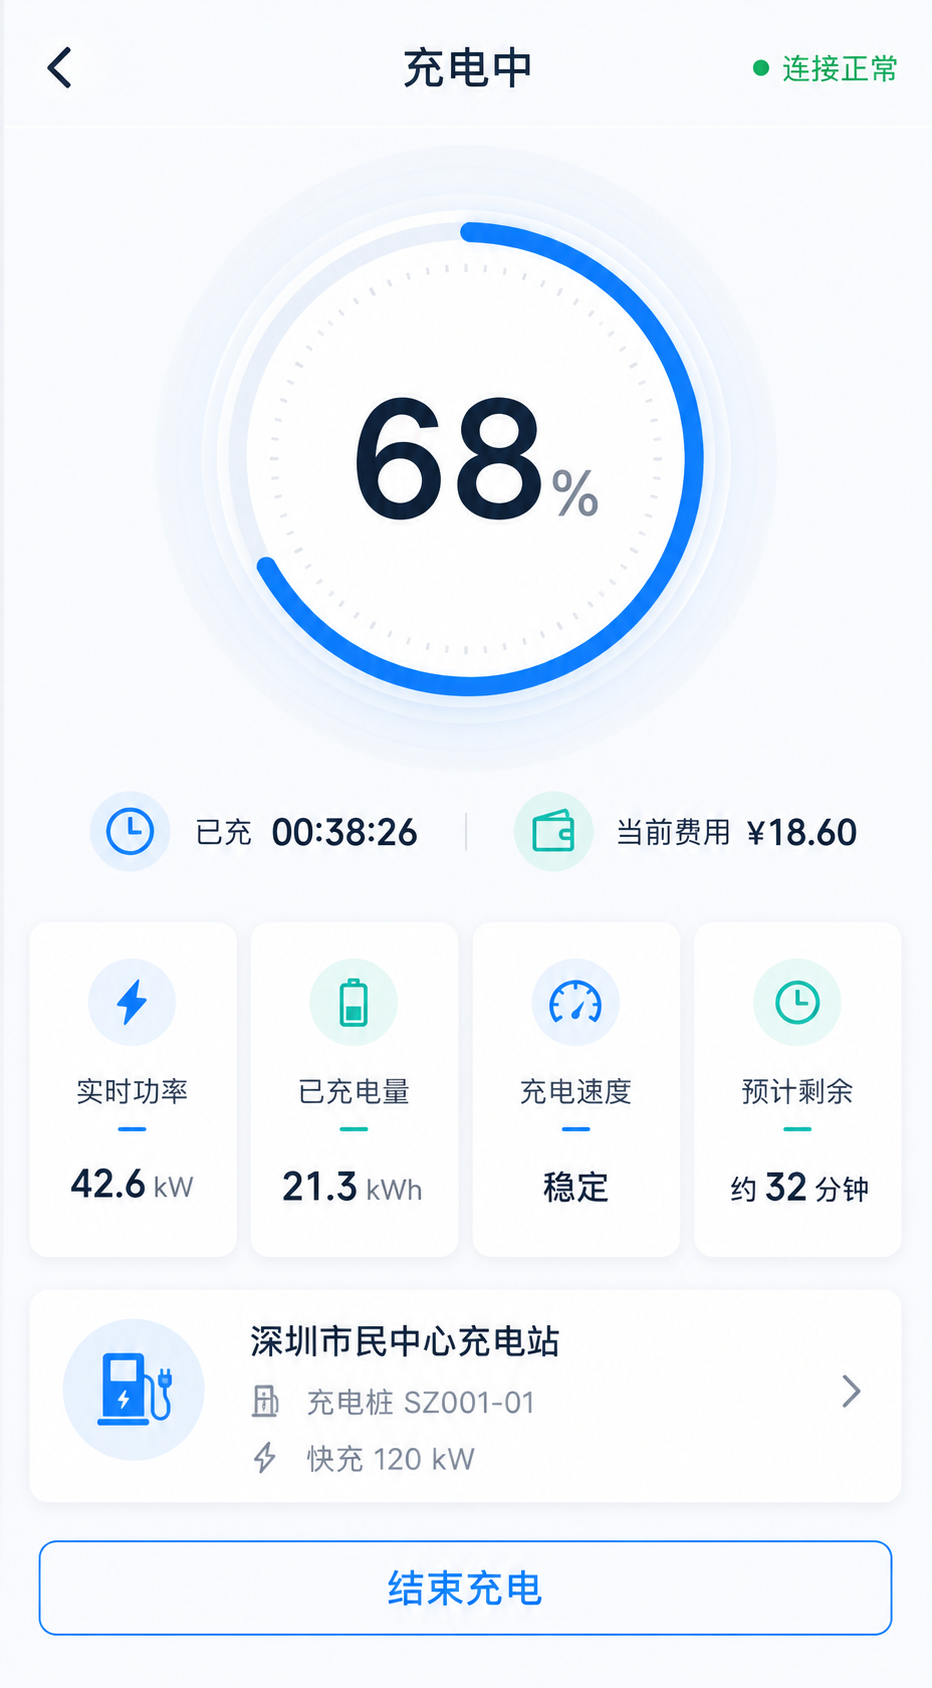 充电中
连接正常
68%
已充 00:38:26
当前费用 ¥18.60
实时功率
42.6 kW
已充电量
21.3 kWh
充电速度
稳定
预计剩余
约 32 分钟
深圳市民中心充电站
充电桩 SZ001-01
快充 120 kW
结束充电